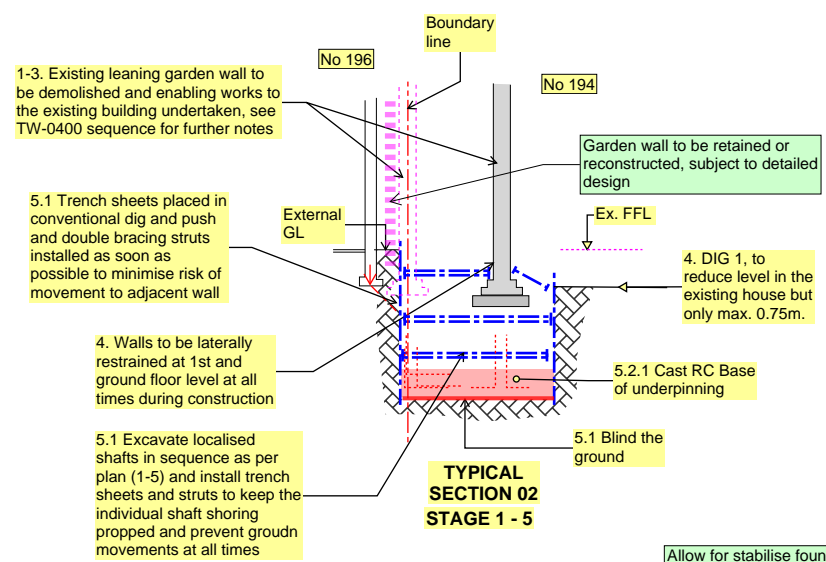 Boundary
line
No 196
No 194
1-3. Existing leaning garden wall to
be demolished and enabling works to
the existing building undertaken, see
TW-0400 sequence for further notes
Garden wall to be retained or
reconstructed, subject to detailed
design
5.1 Trench sheets placed in
conventional dig and push
and double bracing struts
installed as soon as
possible to minimise risk of
movement to adjacent wall
External
GL
Ex. FFL
4. DIG 1, to
reduce level in the
existing house but
only max. 0.75m.
4. Walls to be laterally
restrained at 1st and
ground floor level at all
times during construction
5.2.1 Cast RC Base
of underpinning
5.1 Excavate localised
shafts in sequence as per
plan (1-5) and install trench
sheets and struts to keep the
individual shaft shoring
propped and prevent groudn
movements at all times
5.1 Blind the
ground
TYPICAL
SECTION 02
STAGE 1 - 5
Allow for stabilise foun